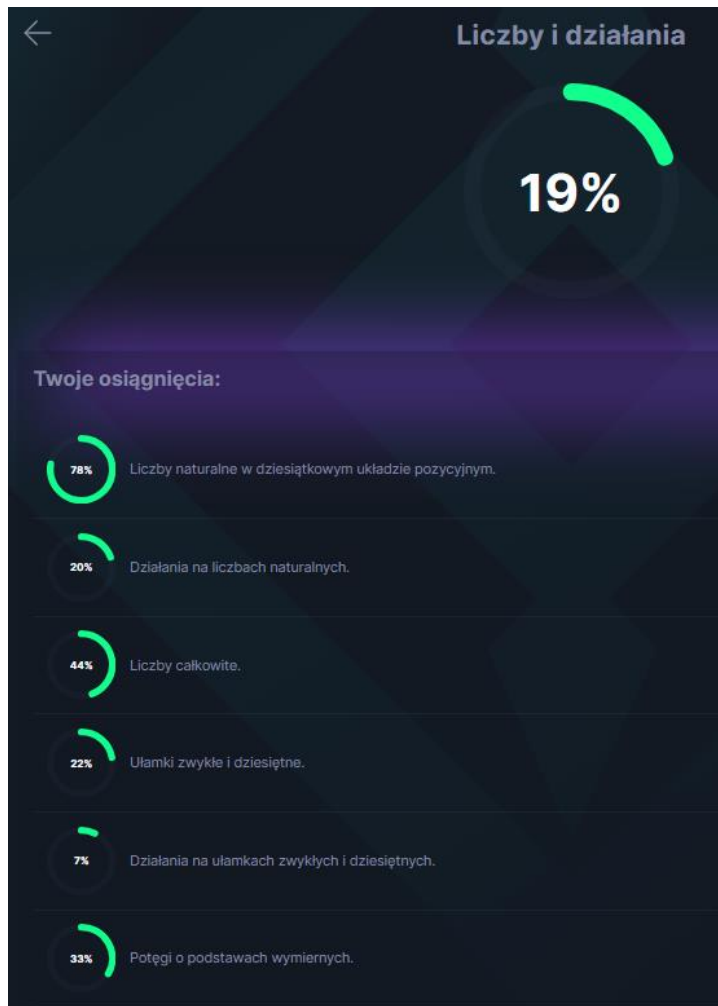 Liczby i działania
19%
Twoje osiągnięcia:
78% Liczby naturalne w dziesiątkowym układzie pozycyjnym.
20% Działania na liczbach naturalnych.
44% Liczby całkowite.
22% Ułamki zwykłe i dziesiętne.
7% Działania na ułamkach zwykłych i dziesiętnych.
33% Potęgi o podstawach wymiernych.